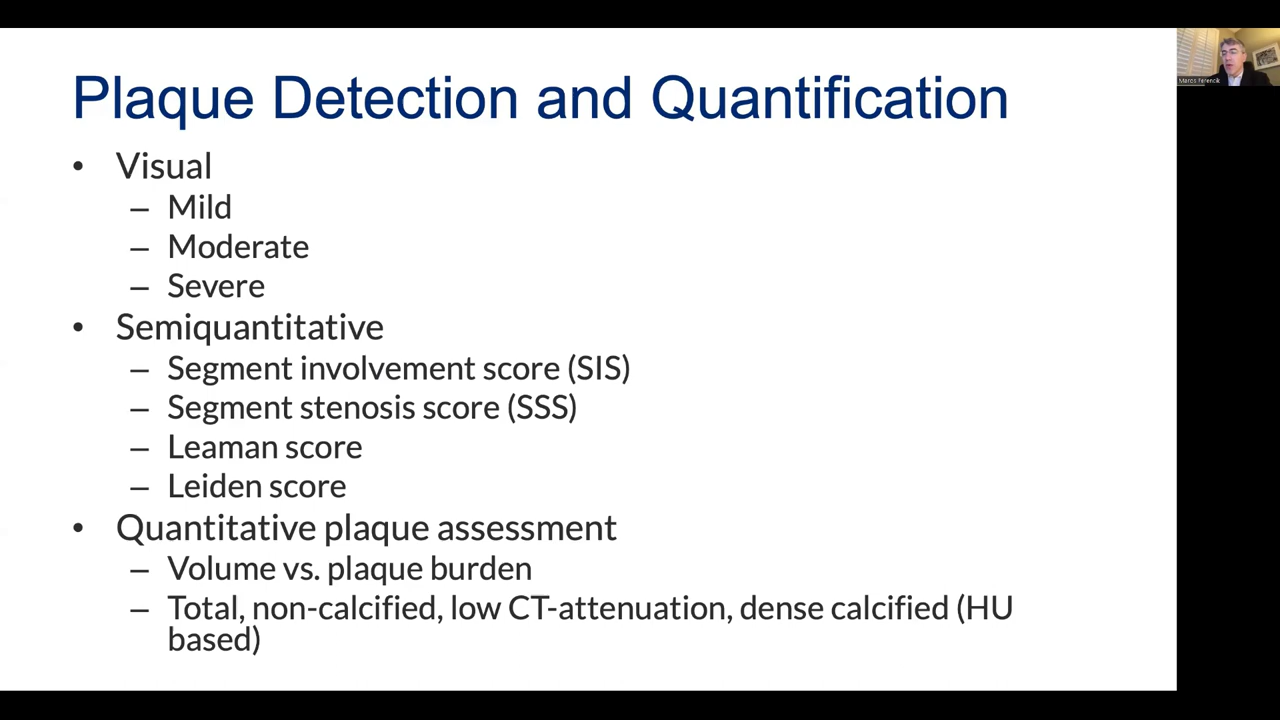 Plaque Detection and Quantification
• Visual
– Mild
– Moderate
– Severe
• Semiquantitative
– Segment involvement score (SIS)
– Segment stenosis score (SSS)
– Leaman score
– Leiden score
• Quantitative plaque assessment
– Volume vs. plaque burden
– Total, non-calcified, low CT-attenuation, dense calcified (HU
based)
Maros Ferencik